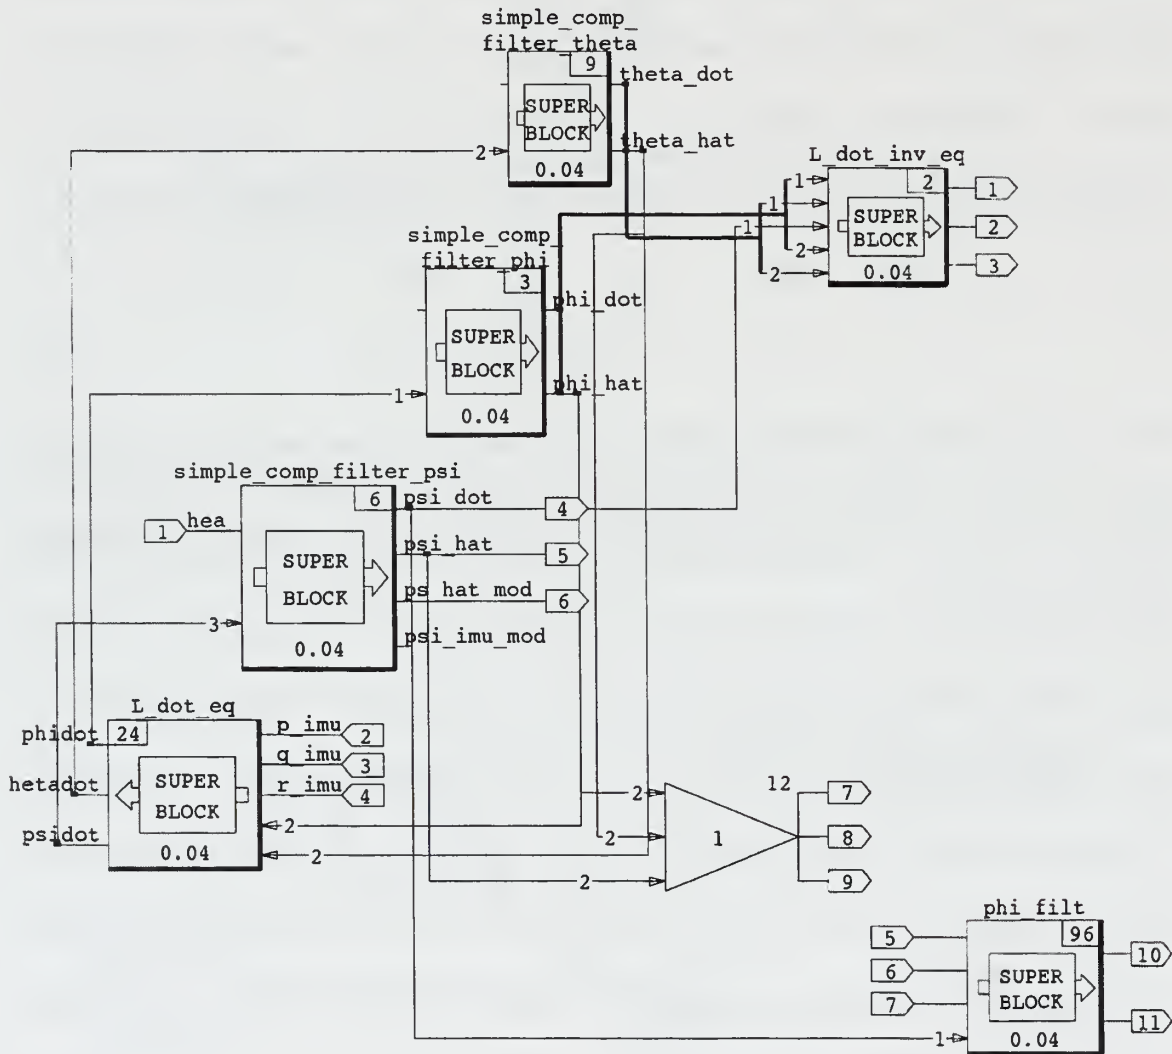 simple_comp_
filter_theta
9
theta_dot
SUPER
BLOCK
theta_hat
2
0.04
L_dot_inv_eq
2
1
1
1
2
2
SUPER
BLOCK
0.04
1
2
3
simple_comp_
filter_phi
3
phi_dot
SUPER
BLOCK
phi_hat
1
0.04
simple_comp_filter_psi
6
psi_dot
4
1
hea
psi_hat
5
SUPER
BLOCK
ps_hat_mod
6
3
psi_imu_mod
0.04
L_dot_eq
phidot
24
p_imu
2
q_imu
3
hetadot
SUPER
BLOCK
r_imu
4
psidot
2
0.04
2
2
2
2
1
12
7
8
9
phi_filt
96
5
6
7
SUPER
BLOCK
1
0.04
10
11